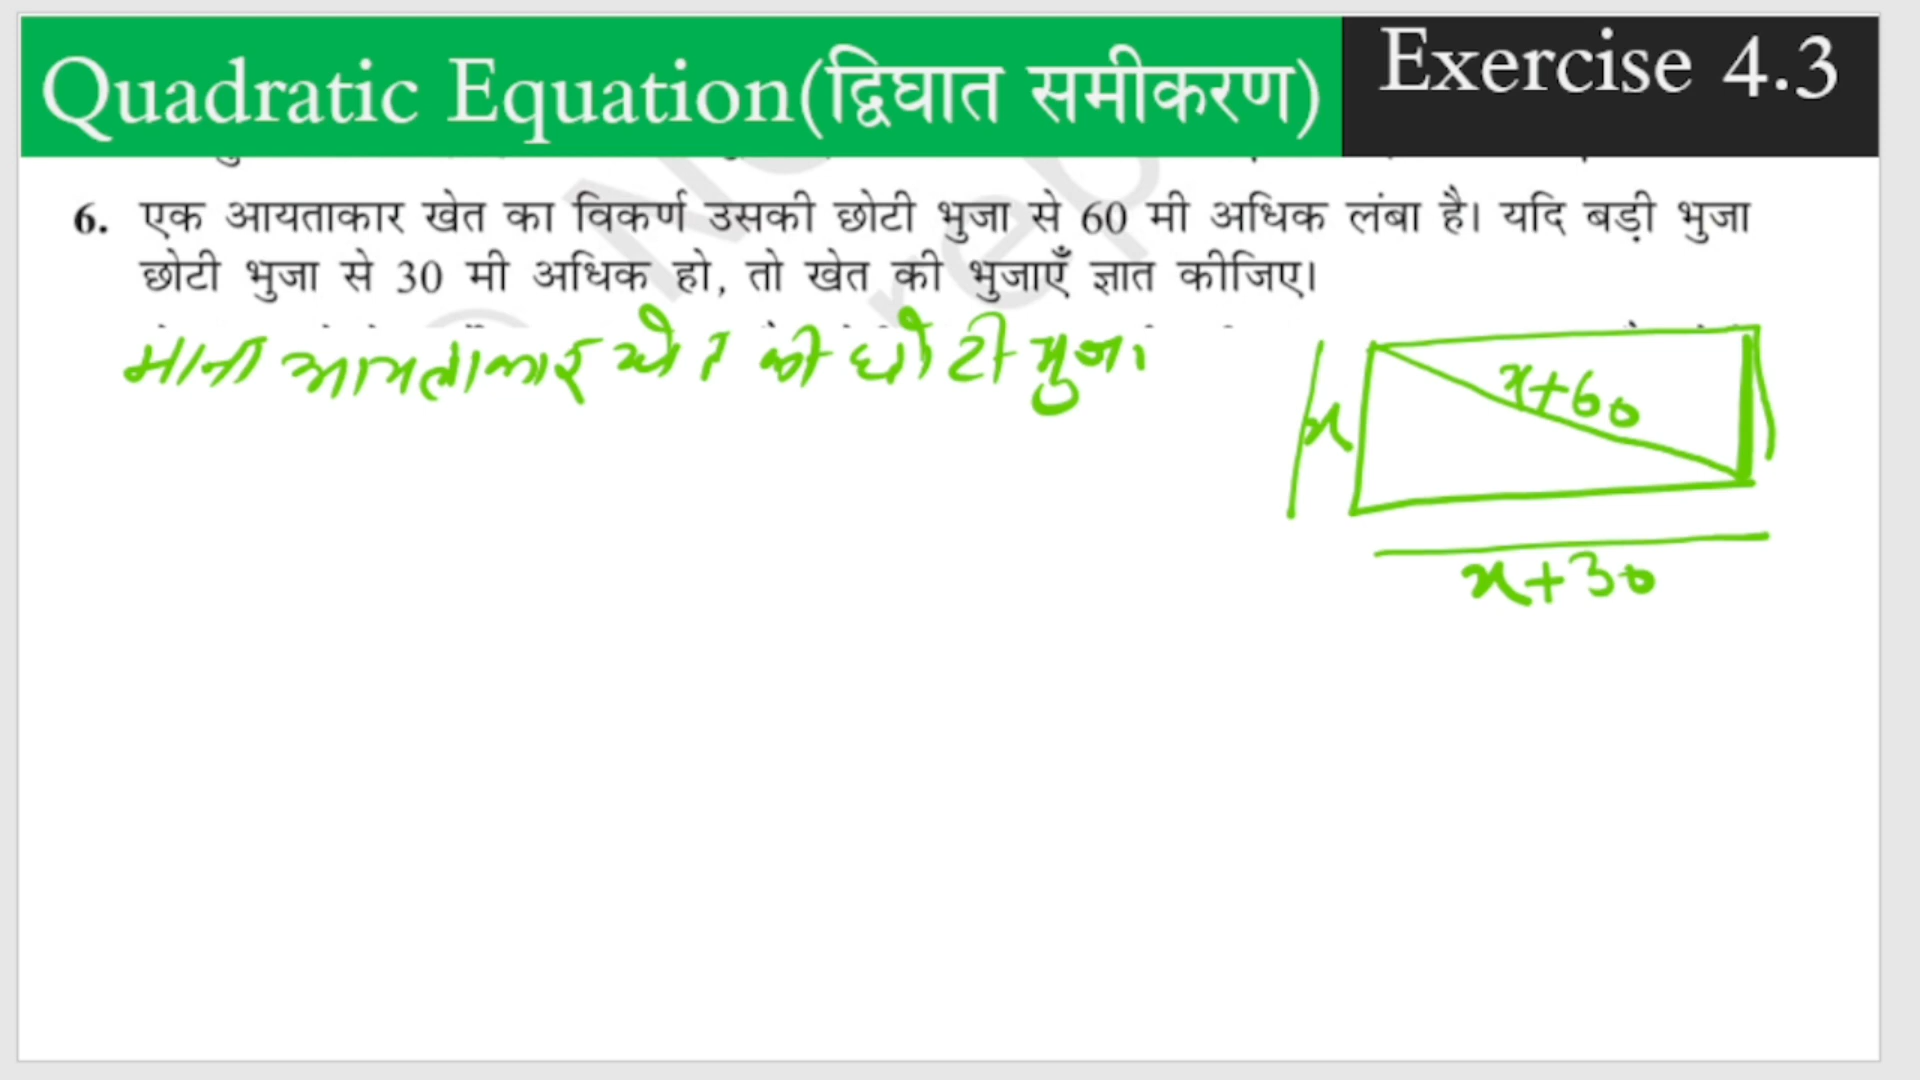 Quadratic Equation(द्विघात समीकरण)
Exercise 4.3
6. एक आयताकार खेत का विकर्ण उसकी छोटी भुजा से 60 मी अधिक लंबा है। यदि बड़ी भुजा
छोटी भुजा से 30 मी अधिक हो, तो खेत की भुजाएँ ज्ञात कीजिए।
माना आयताकार खेत की छोटी भुजा
x+60
x
x+30